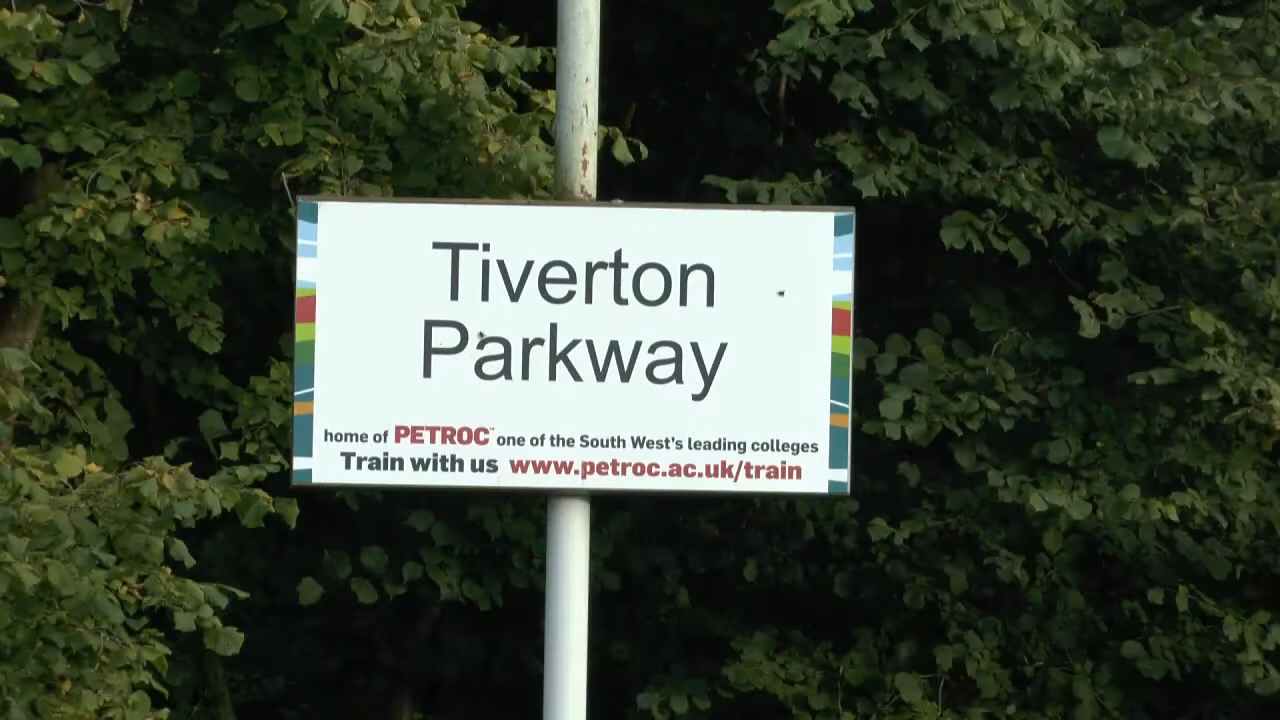 Tiverton
Parkway
home of PETROC™ one of the South West's leading colleges
Train with us www.petroc.ac.uk/train